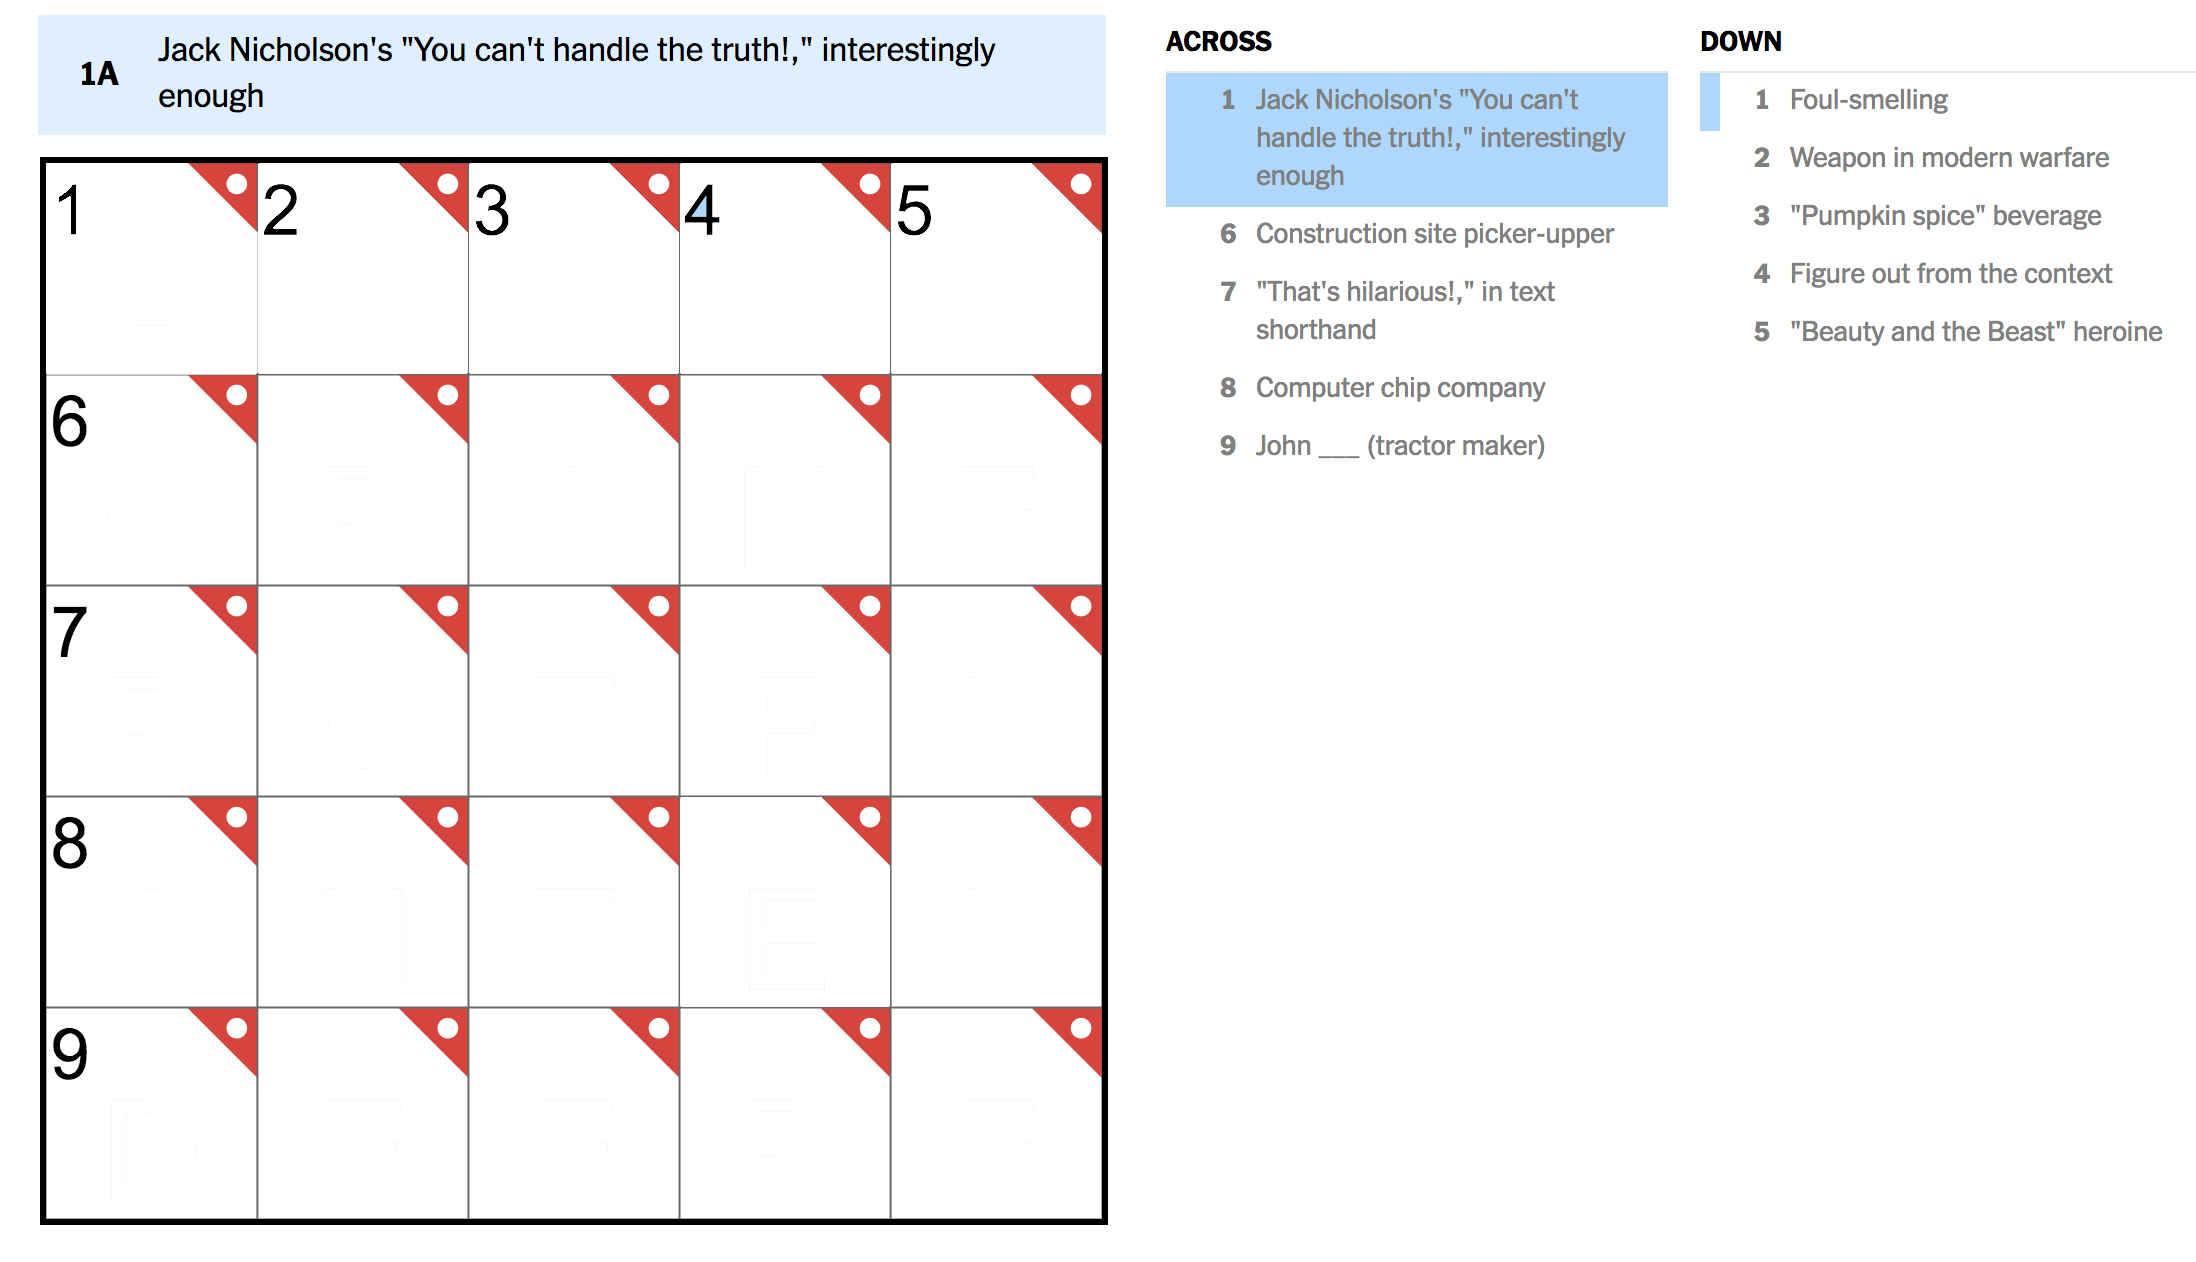 1A
Jack Nicholson's "You can't handle the truth!," interestingly
enough
1
2
3
4
5
6
7
8
9
ACROSS
1 Jack Nicholson's "You can't
handle the truth!," interestingly
enough
6 Construction site picker-upper
7 "That's hilarious!," in text
shorthand
8 Computer chip company
9 John ___ (tractor maker)
DOWN
1 Foul-smelling
2 Weapon in modern warfare
3 "Pumpkin spice" beverage
4 Figure out from the context
5 "Beauty and the Beast" heroine